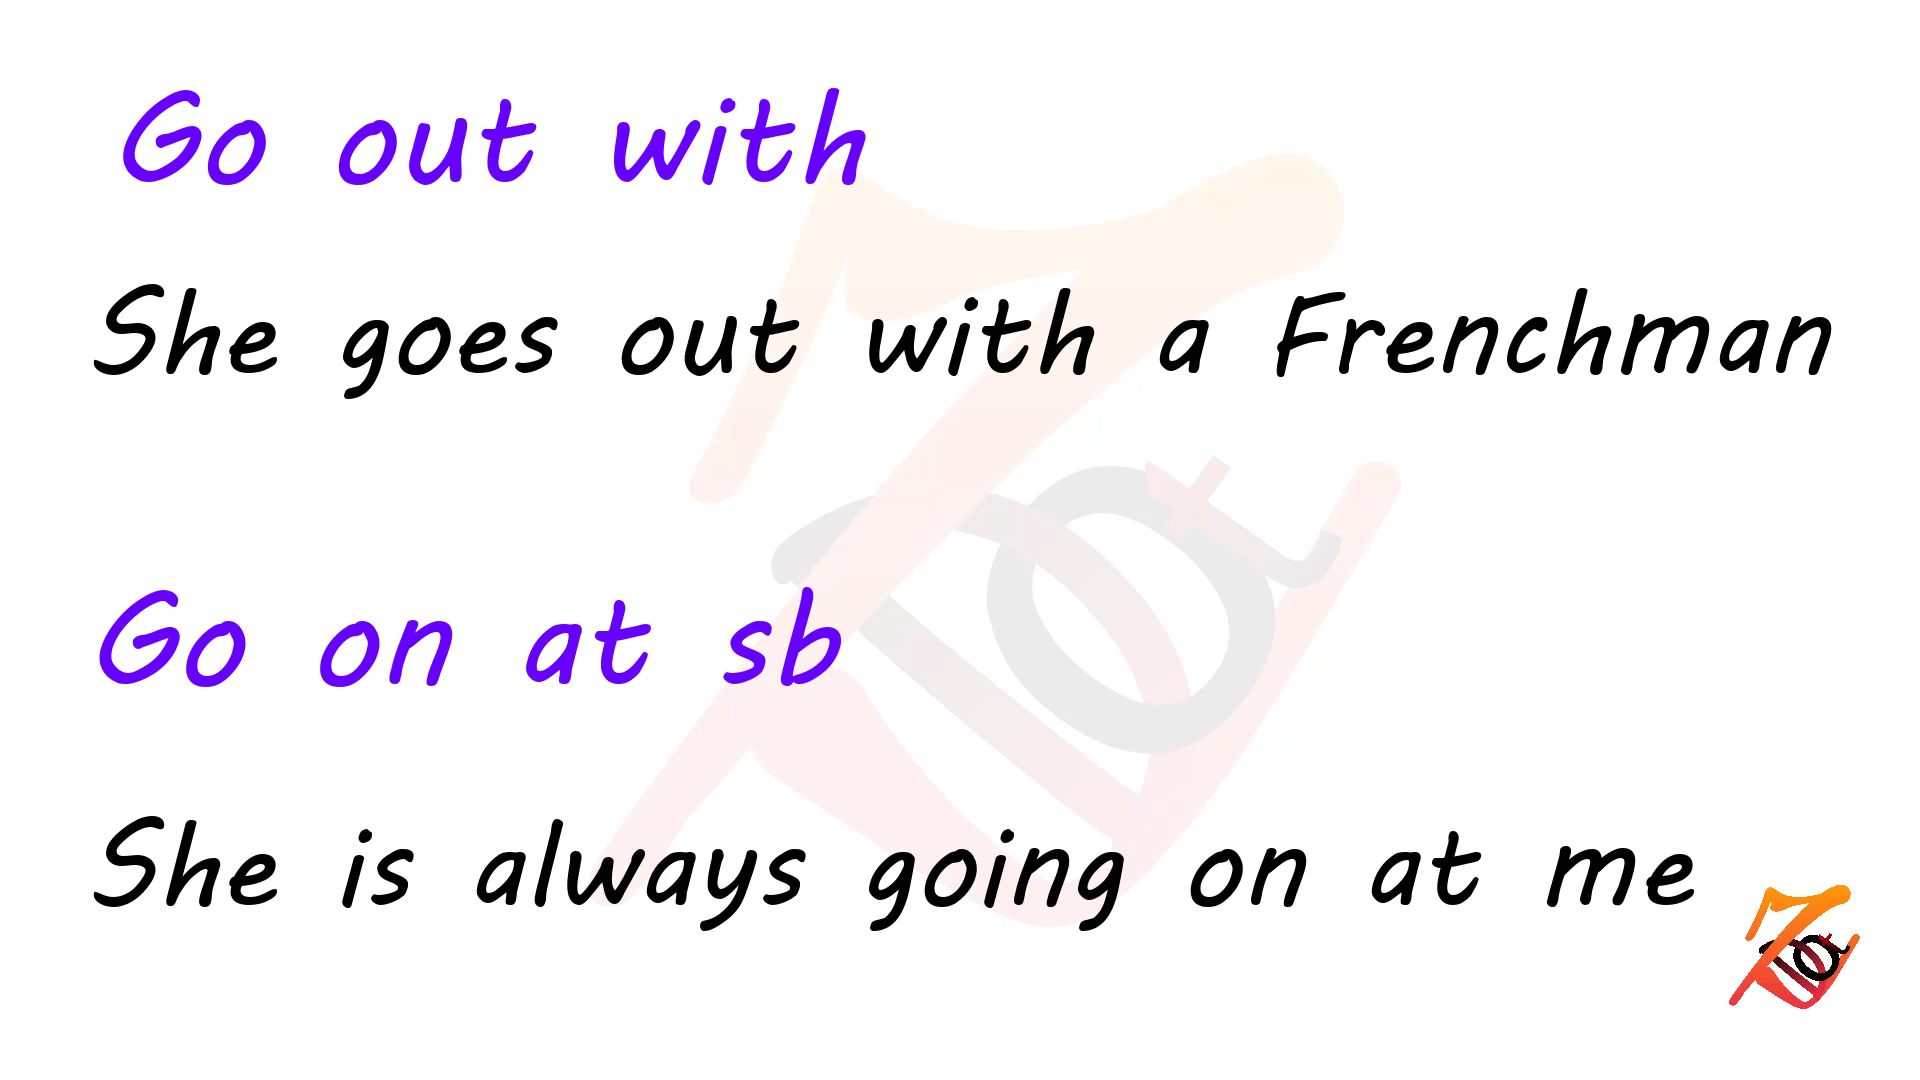 Go out with
She goes out with a Frenchman
Go on at sb
She is always going on at me